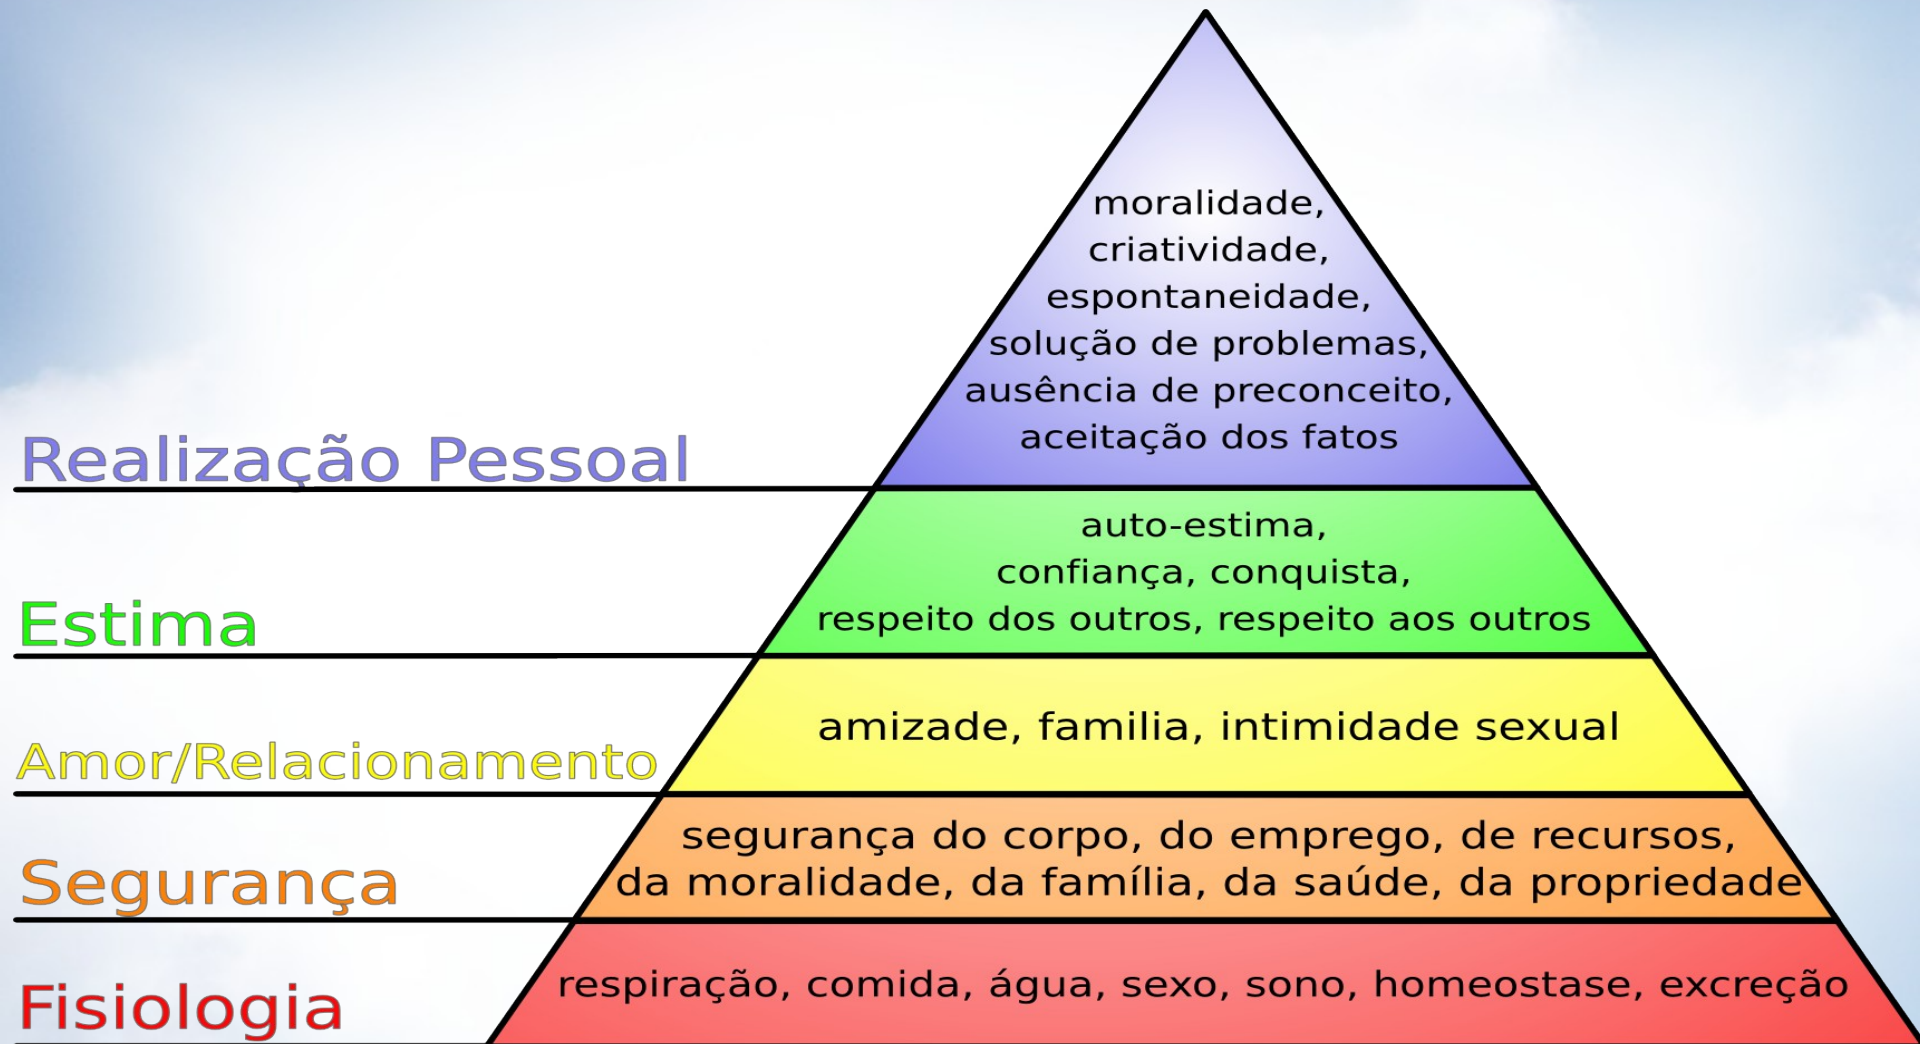 moralidade,
criatividade,
espontaneidade,
solução de problemas,
ausência de preconceito,
aceitação dos fatos
Realização Pessoal
auto-estima,
confiança, conquista,
respeito dos outros, respeito aos outros
Estima
amizade, familia, intimidade sexual
Amor/Relacionamento
segurança do corpo, do emprego, de recursos,
da moralidade, da família, da saúde, da propriedade
Segurança
respiração, comida, água, sexo, sono, homeostase, excreção
Fisiologia